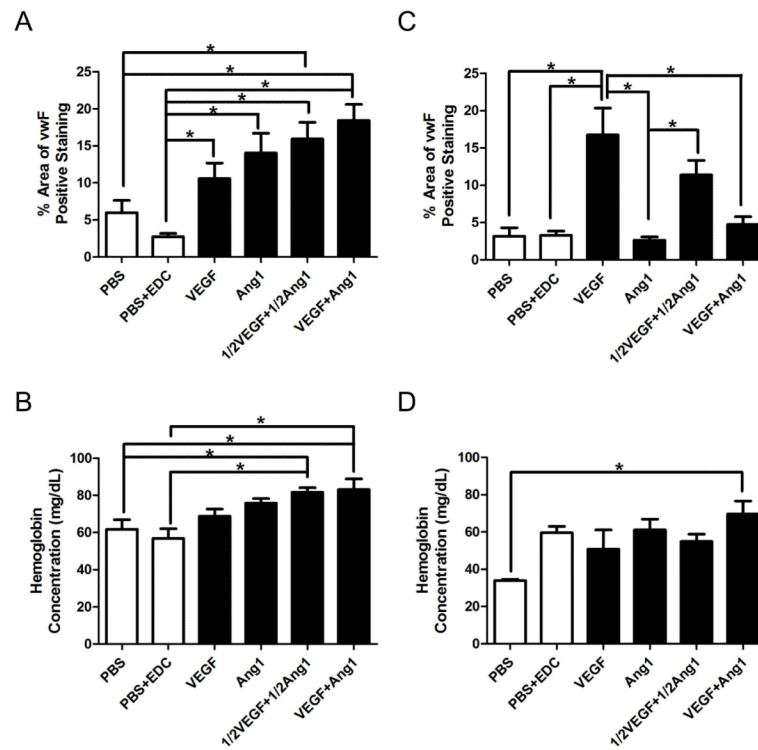 A
% Area of vwF
Positive Staining
25
20
15
10
5
0
*
*
*
*
*
*
PBS
PBS+EDC
VEGF
Ang1
1/2VEGF+1/2Ang1
VEGF+Ang1
C
% Area of vwF
Positive Staining
25
20
15
10
5
0
*
*
*
*
*
PBS
PBS+EDC
VEGF
Ang1
1/2VEGF+1/2Ang1
VEGF+Ang1
B
Hemoglobin
Concentration (mg/dL)
100
80
60
40
20
0
*
*
*
*
PBS
PBS+EDC
VEGF
Ang1
1/2VEGF+1/2Ang1
VEGF+Ang1
D
Hemoglobin
Concentration (mg/dL)
100
80
60
40
20
0
*
PBS
PBS+EDC
VEGF
Ang1
1/2VEGF+1/2Ang1
VEGF+Ang1